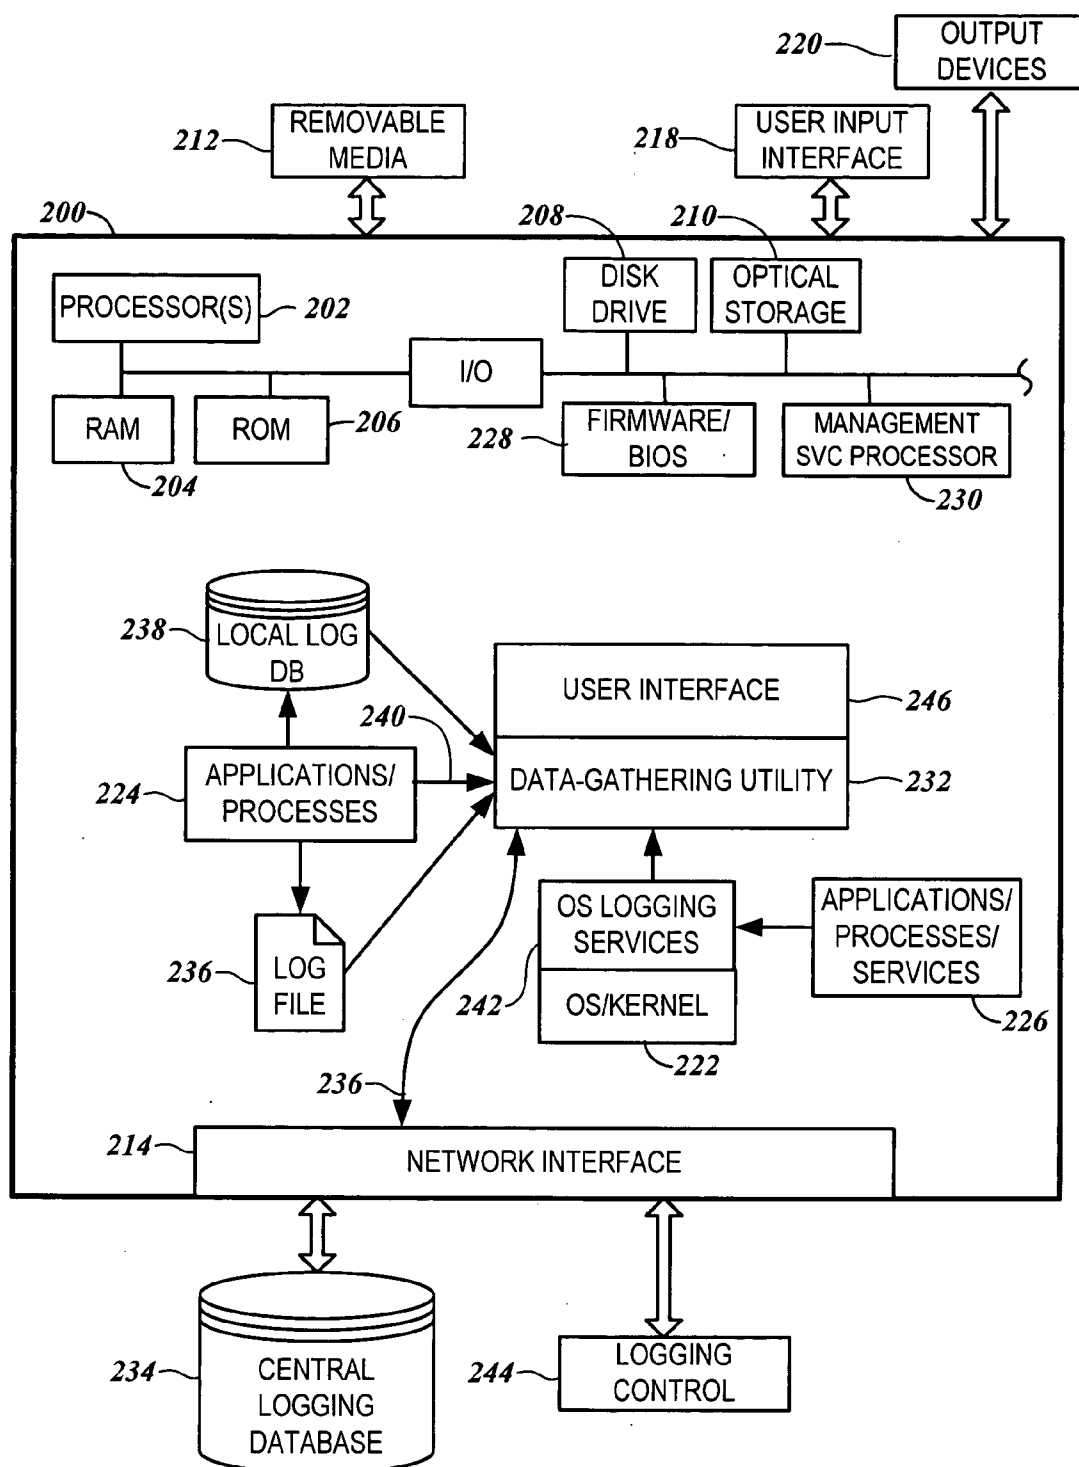 220
OUTPUT
DEVICES
212
REMOVABLE
MEDIA
218
USER INPUT
INTERFACE
200
208
210
PROCESSOR(S)
202
DISK
DRIVE
OPTICAL
STORAGE
I/O
RAM
ROM
206
204
228
FIRMWARE/
BIOS
MANAGEMENT
SVC PROCESSOR
230
238
LOCAL LOG
DB
USER INTERFACE
246
240
224
APPLICATIONS/
PROCESSES
DATA-GATHERING UTILITY
232
236
LOG
FILE
OS LOGGING
SERVICES
242
OS/KERNEL
222
APPLICATIONS/
PROCESSES/
SERVICES
226
236
214
NETWORK INTERFACE
234
CENTRAL
LOGGING
DATABASE
244
LOGGING
CONTROL